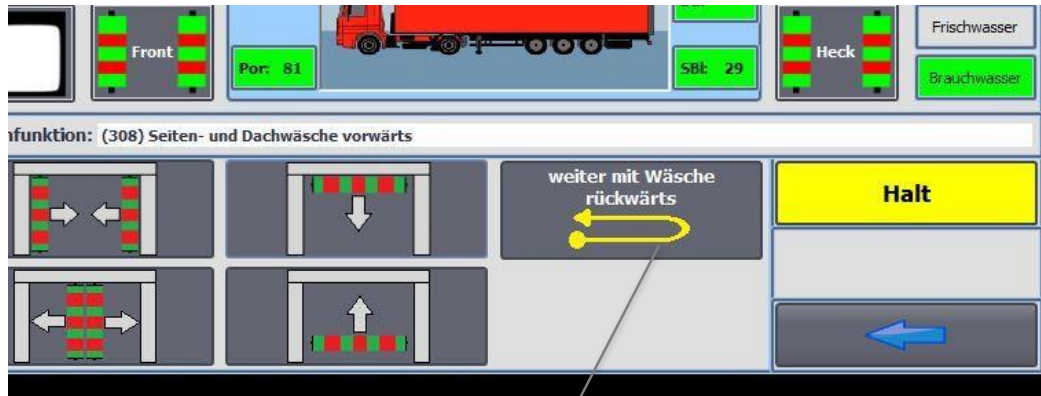 Front
Por: 81
SBl: 29
Heck
Frischwasser
Brauchwasser
nfunktion: (308) Seiten- und Dachwäsche vorwärts
weiter mit Wäsche
rückwärts
Halt